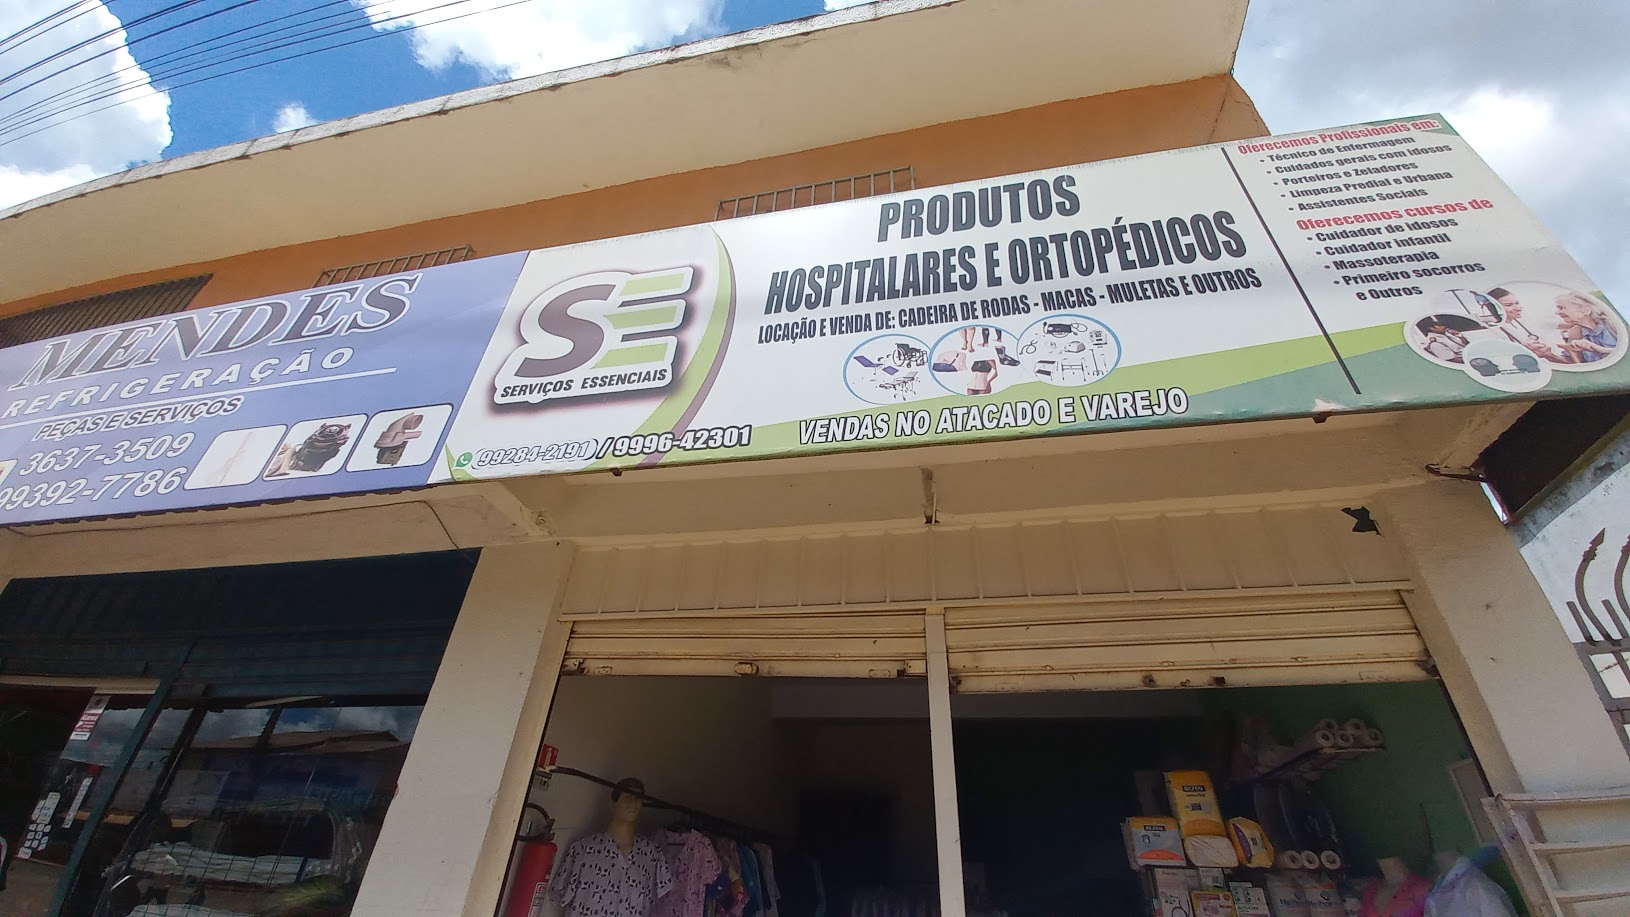 MENDES
REFRIGERAÇÃO
PEÇAS E SERVIÇOS
3637-3509
99392-7786
SE
SERVIÇOS ESSENCIAIS
99284-2191 / 9996-42301
PRODUTOS
HOSPITALARES E ORTOPÉDICOS
LOCAÇÃO E VENDA DE: CADEIRA DE RODAS - MACAS - MULETAS E OUTROS
VENDAS NO ATACADO E VAREJO
Oferecemos Profissionais em:
• Técnico de Enfermagem
• Cuidados gerais com idosos
• Porteiros e Zeladores
• Limpeza Predial e Urbana
• Assistentes Sociais
Oferecemos cursos de
• Cuidador de idosos
• Cuidador infantil
• Massoterapia
• Primeiro socorros
e Outros